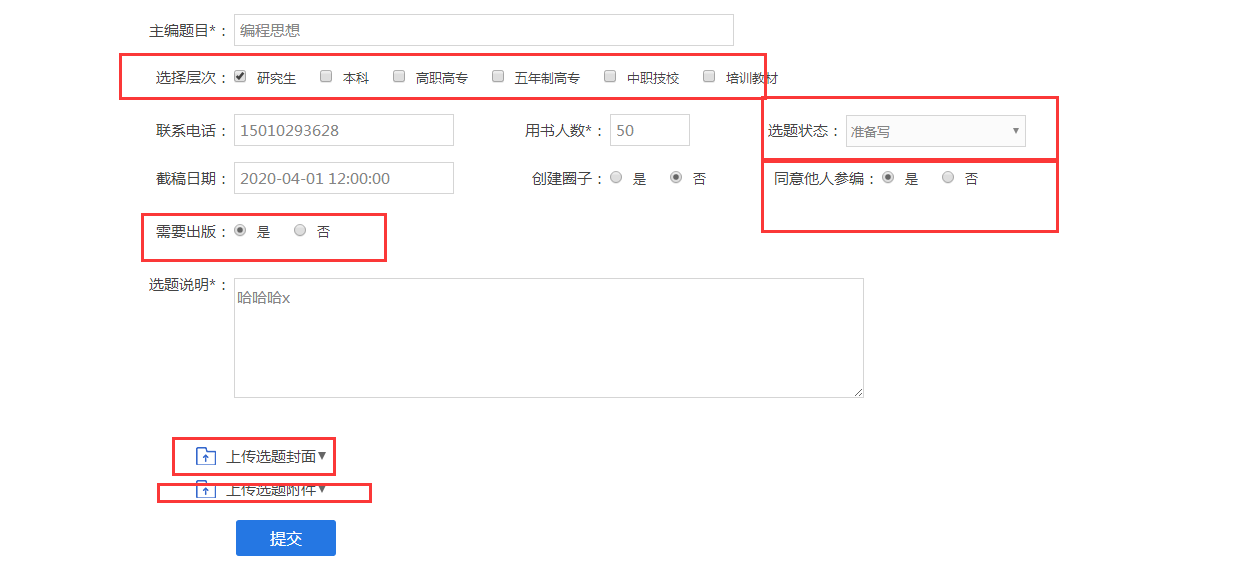 主编题目*： 编程思想
选择层次： 研究生 本科 高职高专 五年制高专 中职技校 培训教材
联系电话： 15010293628 用书人数*： 50 选题状态： 准备写
截稿日期： 2020-04-01 12:00:00 创建圈子： 是 否 同意他人参编： 是 否
需要出版： 是 否
选题说明*： 哈哈哈x
上传选题封面
上传选题附件
提交